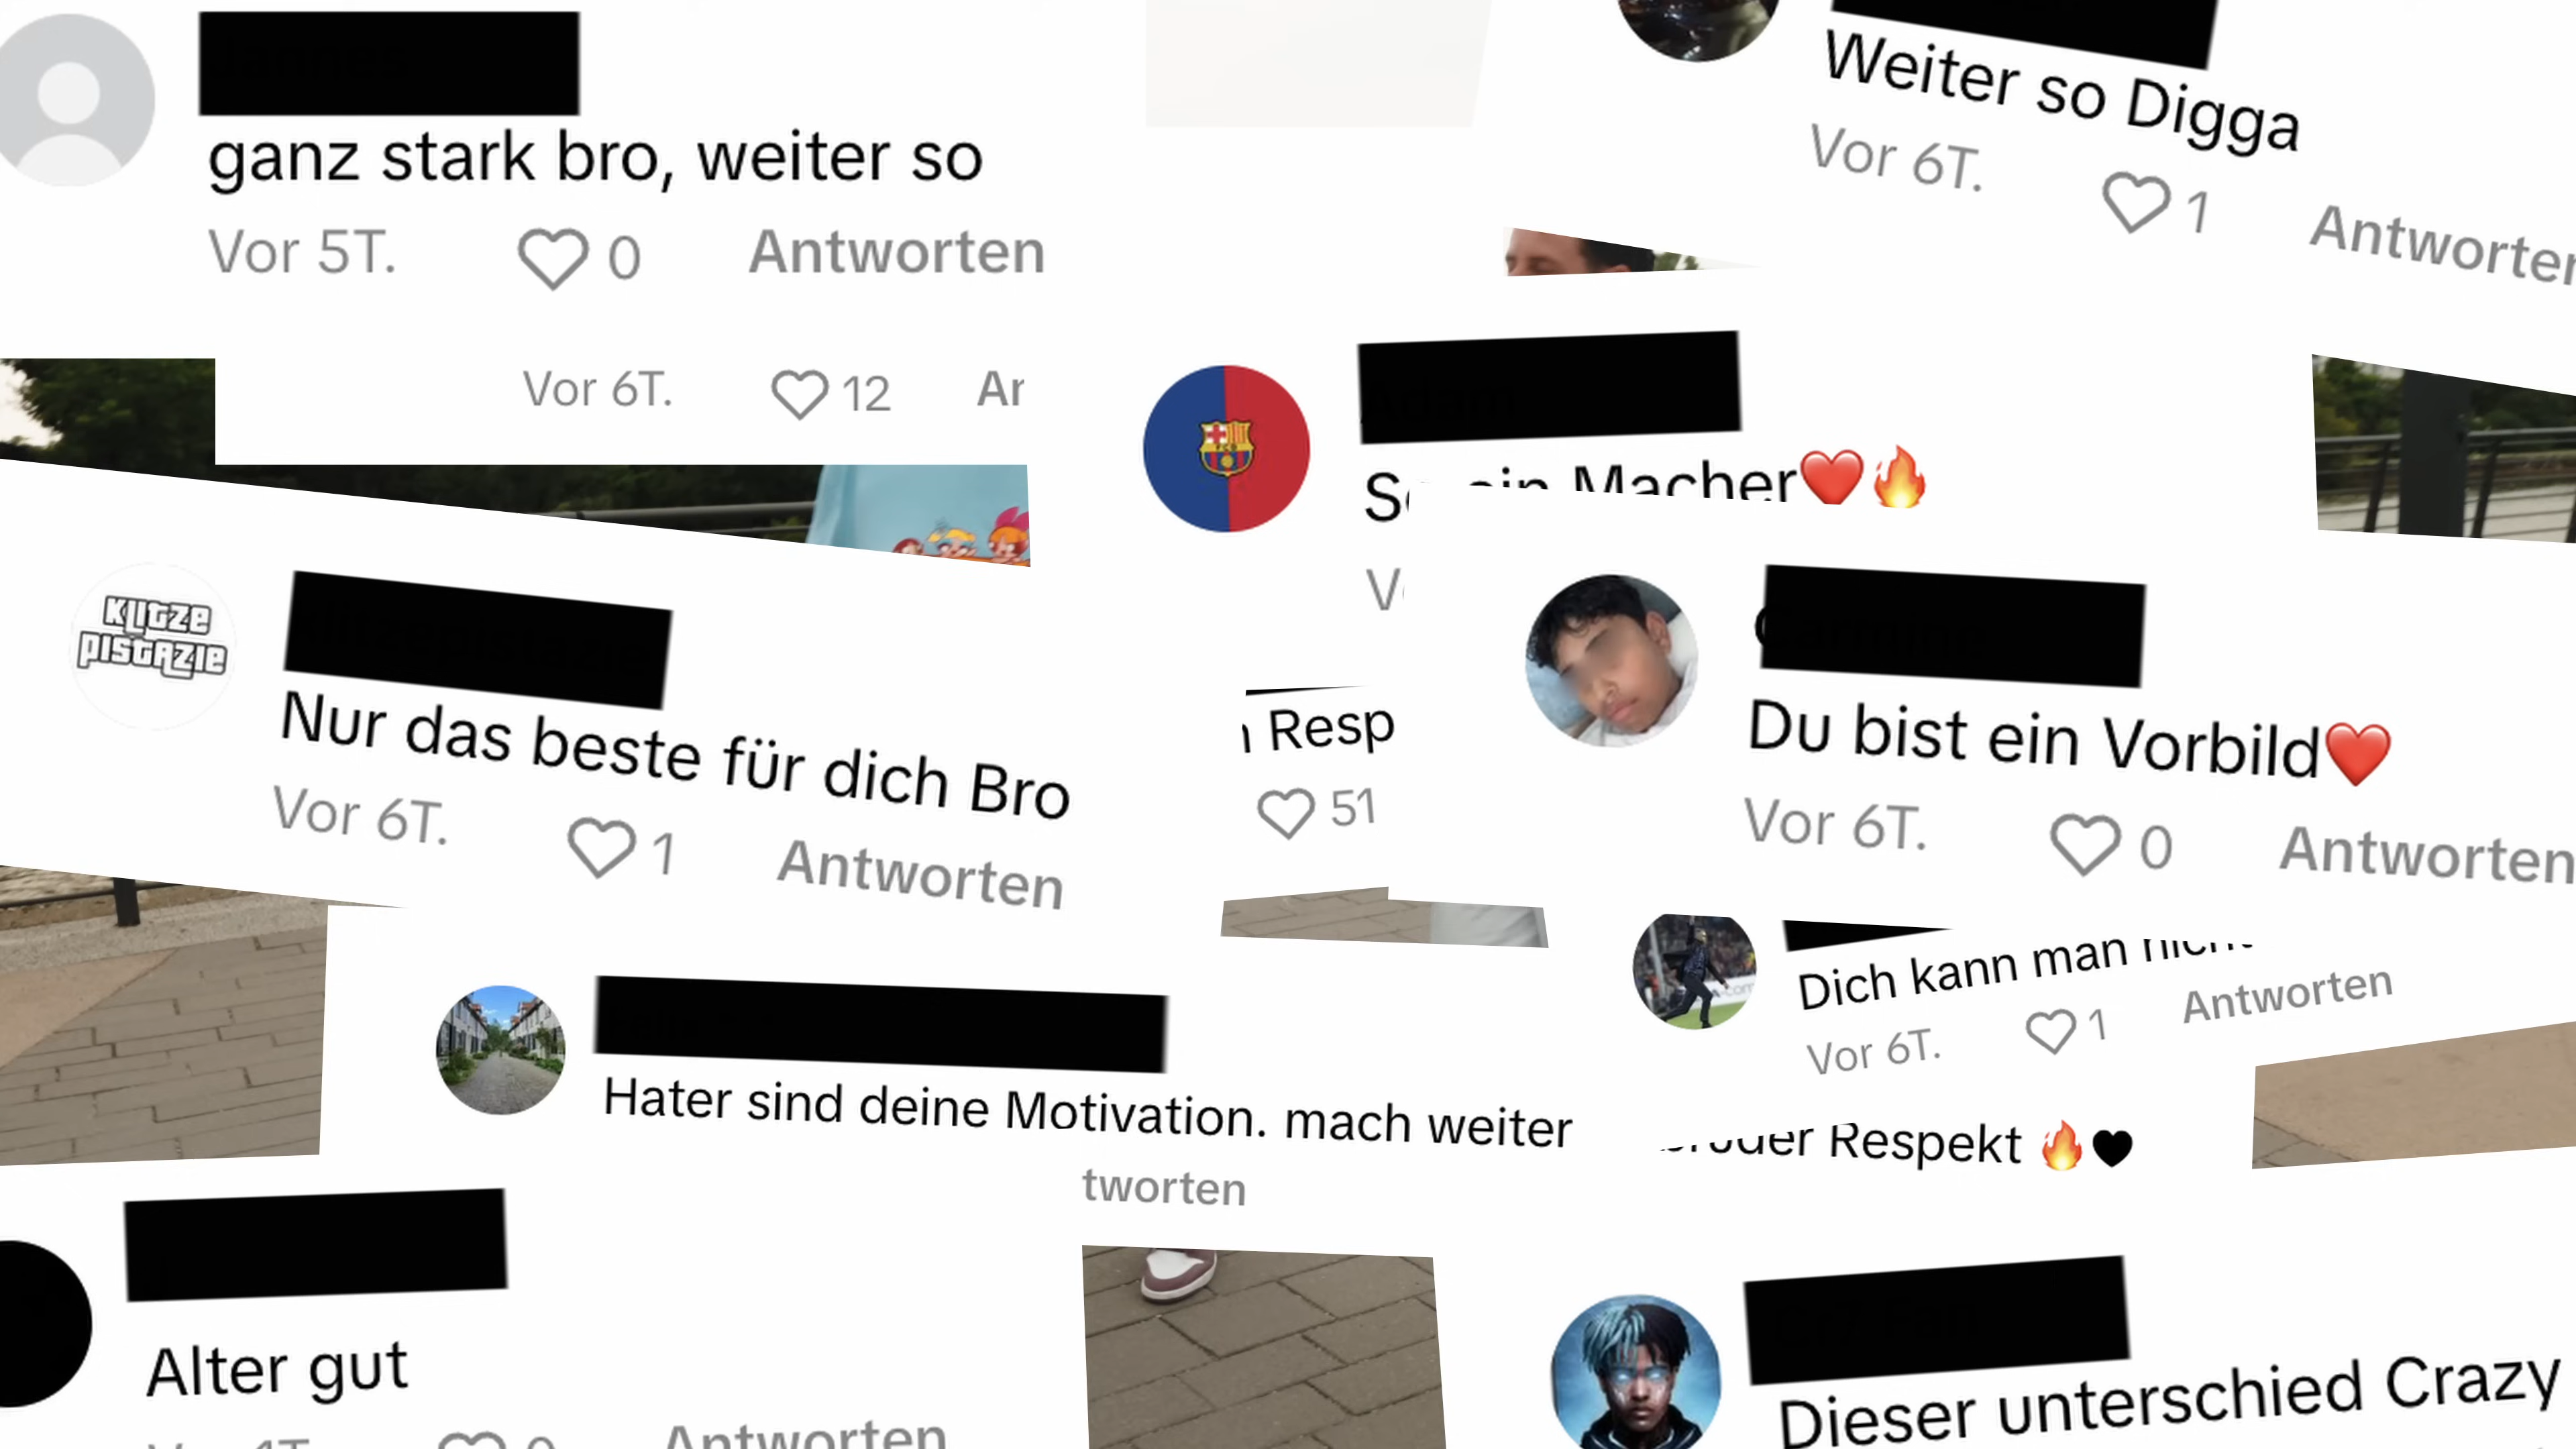 ganz stark bro, weiter so
Vor 5T. 0 Antworten
Weiter so Digga
Vor 6T. 1 Antworten
Vor 6T. 12
Macher❤️🔥
KLITZE
PISTAZIE
Nur das beste für dich Bro
Vor 6T. 1 Antworten
Resp
51
Du bist ein Vorbild❤️
Vor 6T. 0 Antworten
Dich kann man
Vor 6T. 1 Antworten
Hater sind deine Motivation. mach weiter
tworten
Respekt 🔥🖤
Alter gut
Antworten
Dieser unterschied Crazy